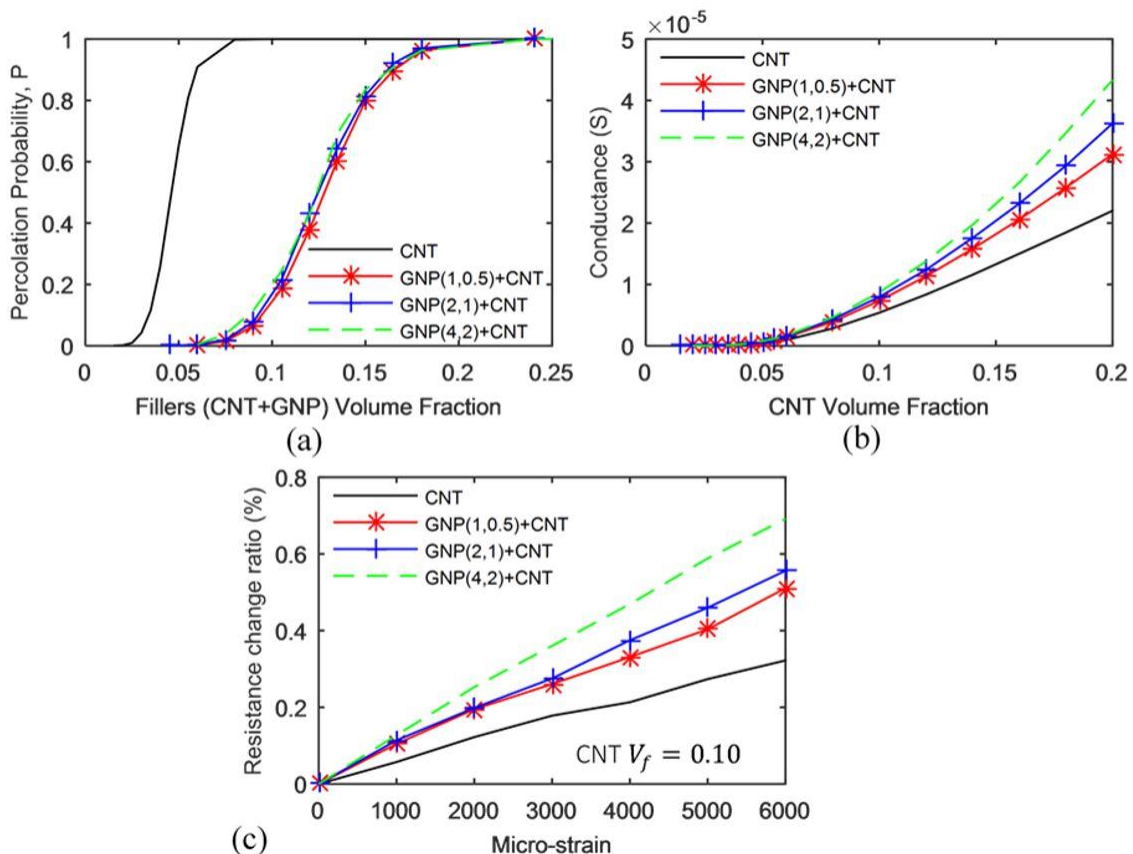 Percolation Probability, P
1
0.8
0.6
0.4
0.2
0
0
0.05
0.1
0.15
0.2
0.25
CNT
GNP(1,0.5)+CNT
GNP(2,1)+CNT
GNP(4,2)+CNT
Fillers (CNT+GNP) Volume Fraction
(a)
×10⁻⁵
Conductance (S)
5
4
3
2
1
0
0
0.05
0.1
0.15
0.2
CNT
GNP(1,0.5)+CNT
GNP(2,1)+CNT
GNP(4,2)+CNT
CNT Volume Fraction
(b)
Resistance change ratio (%)
0.8
0.6
0.4
0.2
0
0
1000
2000
3000
4000
5000
6000
CNT
GNP(1,0.5)+CNT
GNP(2,1)+CNT
GNP(4,2)+CNT
CNT V_f = 0.10
Micro-strain
(c)